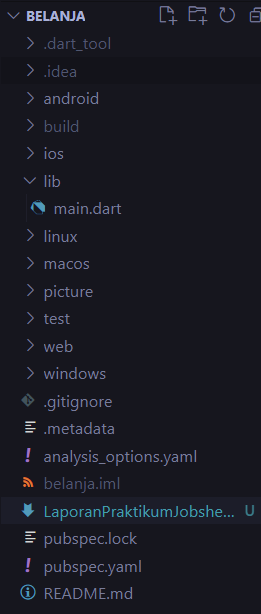 BELANJA
.dart_tool
.idea
android
build
ios
lib
main.dart
linux
macos
picture
test
web
windows
.gitignore
.metadata
analysis_options.yaml
belanja.iml
LaporanPraktikumJobshe... U
pubspec.lock
pubspec.yaml
README.md